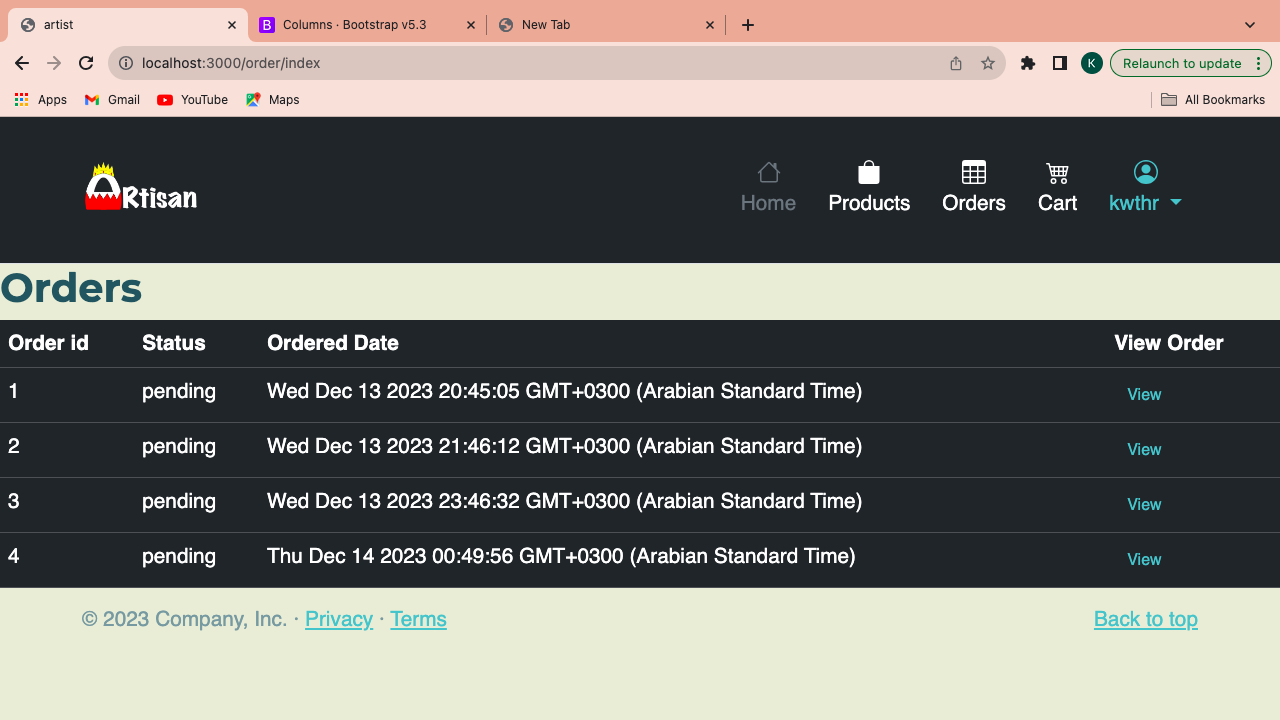 artist
Columns · Bootstrap v5.3
New Tab
localhost:3000/order/index
K
Relaunch to update
Apps
Gmail
YouTube
Maps
All Bookmarks
Rtisan
Home
Products
Orders
Cart
kwthr
Orders
Order id Status Ordered Date View Order
1 pending Wed Dec 13 2023 20:45:05 GMT+0300 (Arabian Standard Time) View
2 pending Wed Dec 13 2023 21:46:12 GMT+0300 (Arabian Standard Time) View
3 pending Wed Dec 13 2023 23:46:32 GMT+0300 (Arabian Standard Time) View
4 pending Thu Dec 14 2023 00:49:56 GMT+0300 (Arabian Standard Time) View
© 2023 Company, Inc. · Privacy · Terms
Back to top